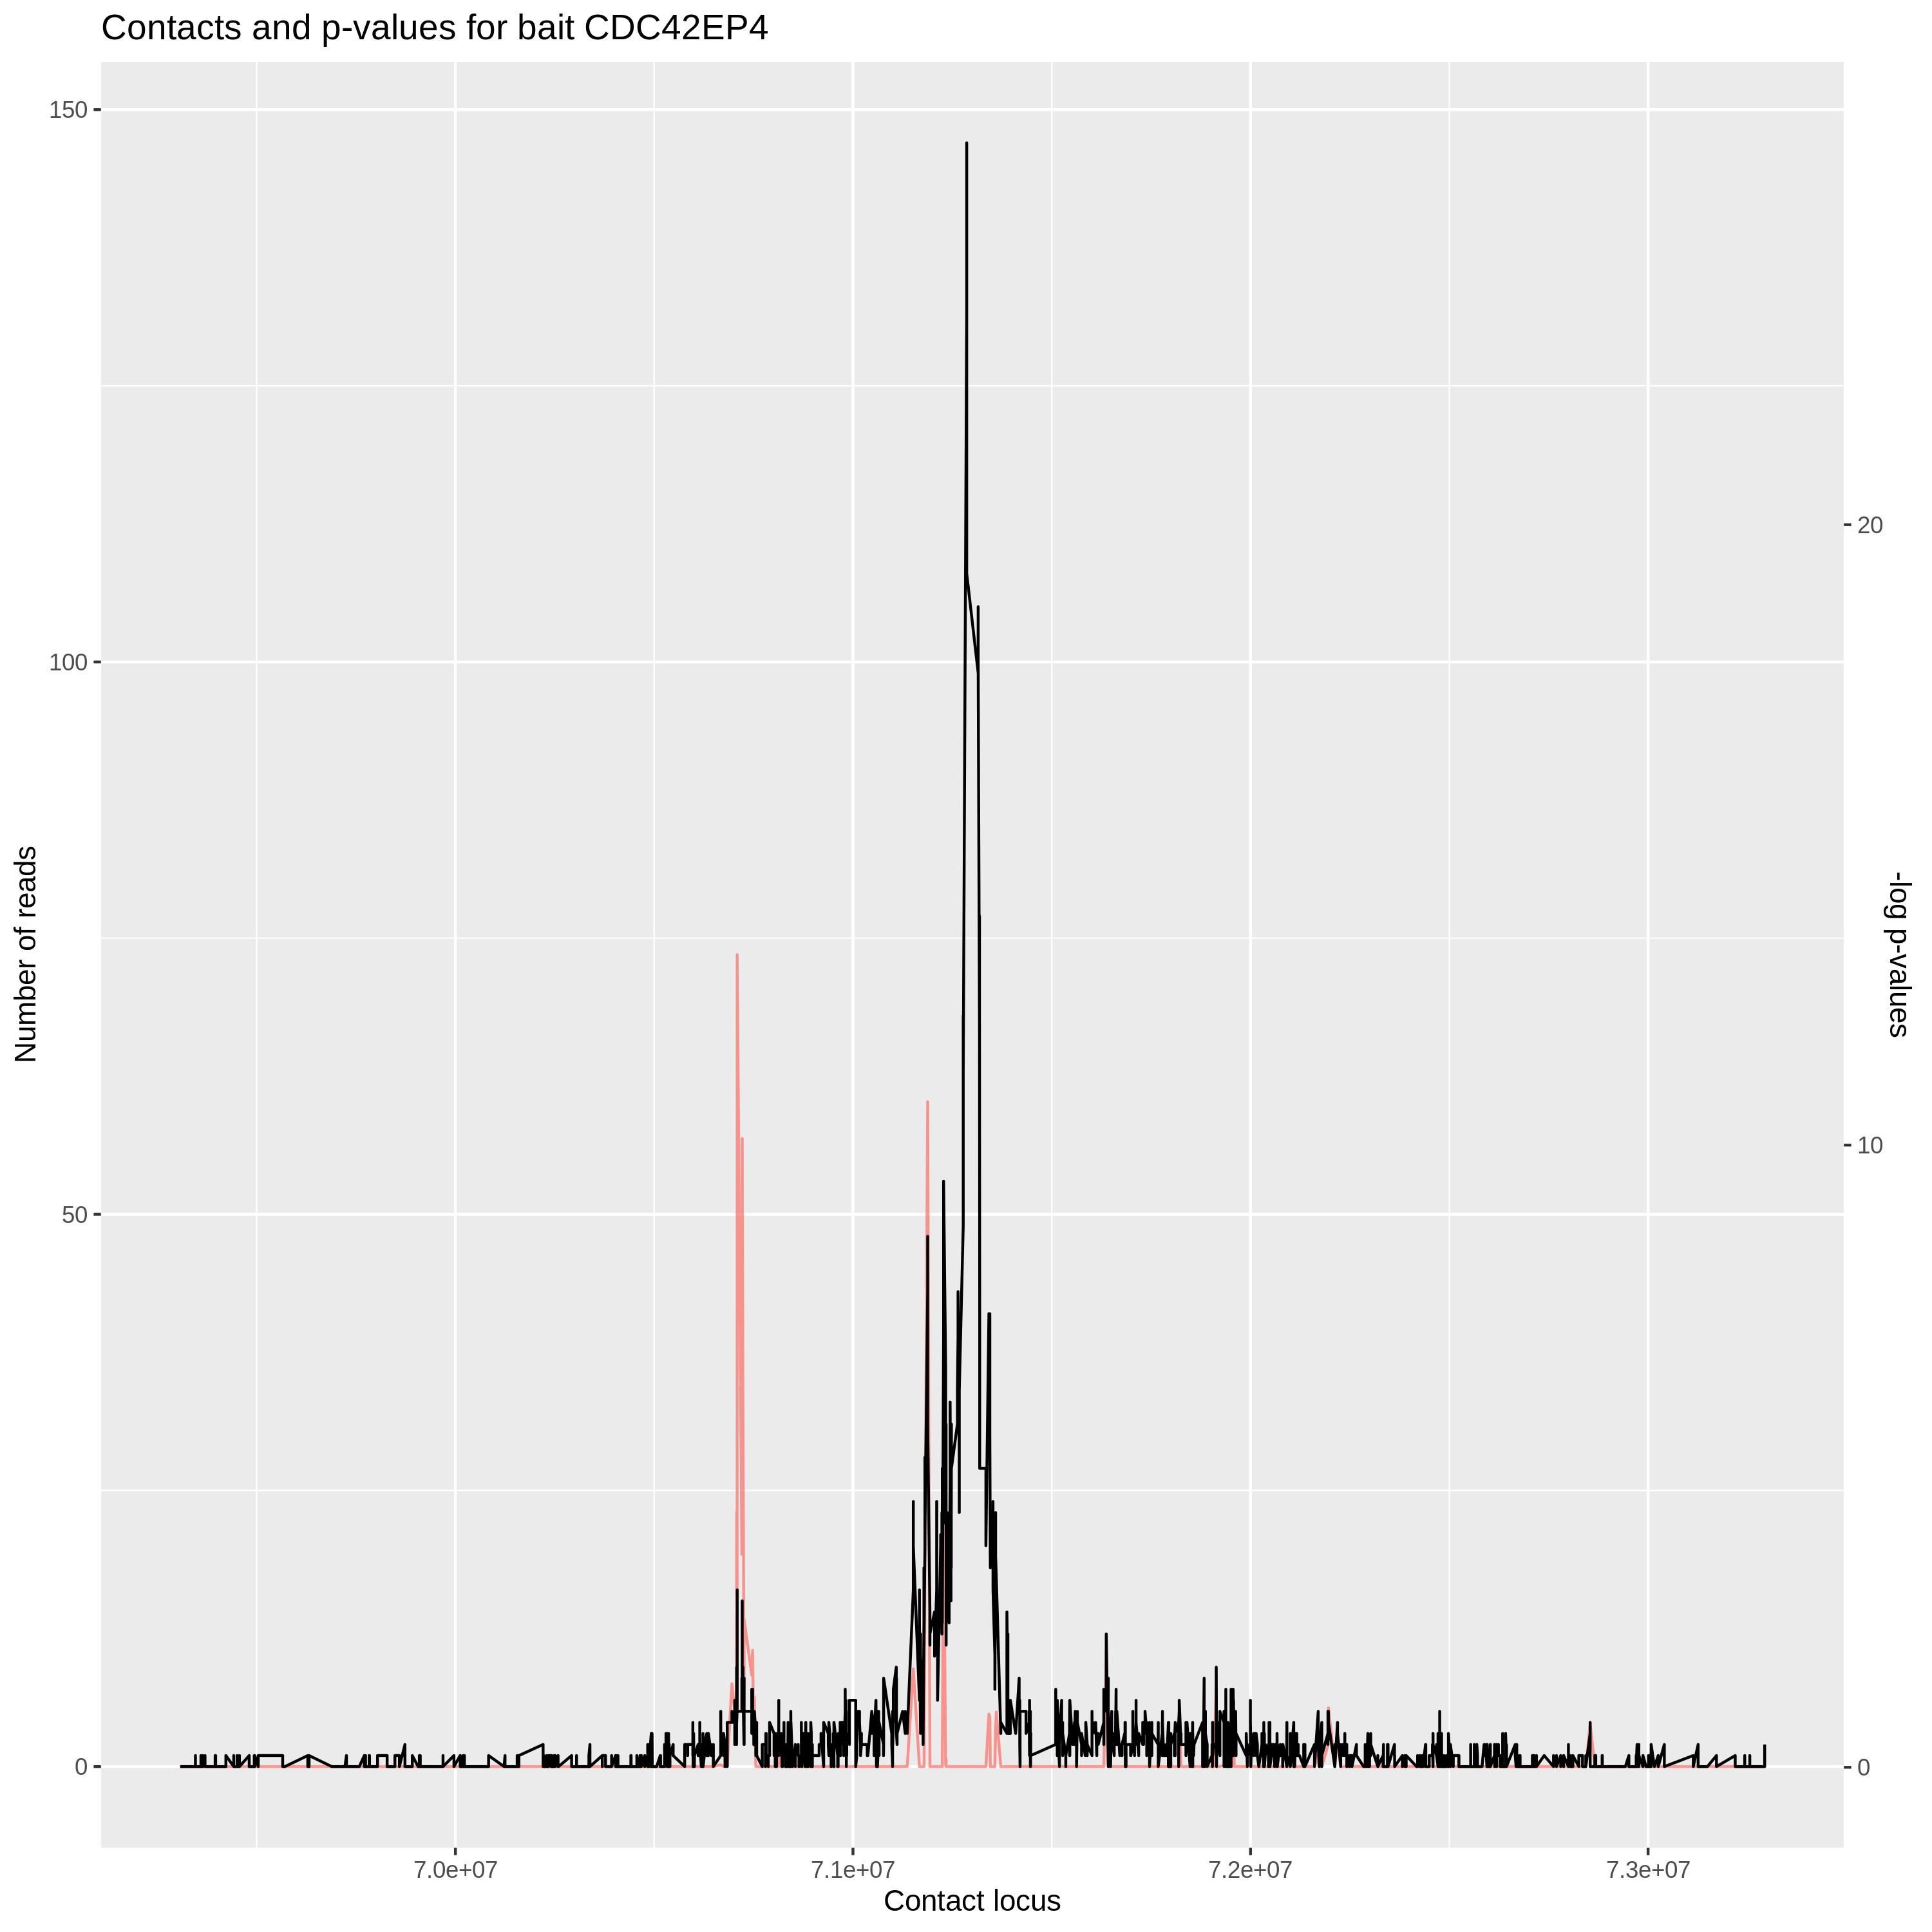 Contacts and p-values for bait CDC42EP4
150
100
50
0
Number of reads
20
10
0
-log p-values
7.0e+07
7.1e+07
7.2e+07
7.3e+07
Contact locus